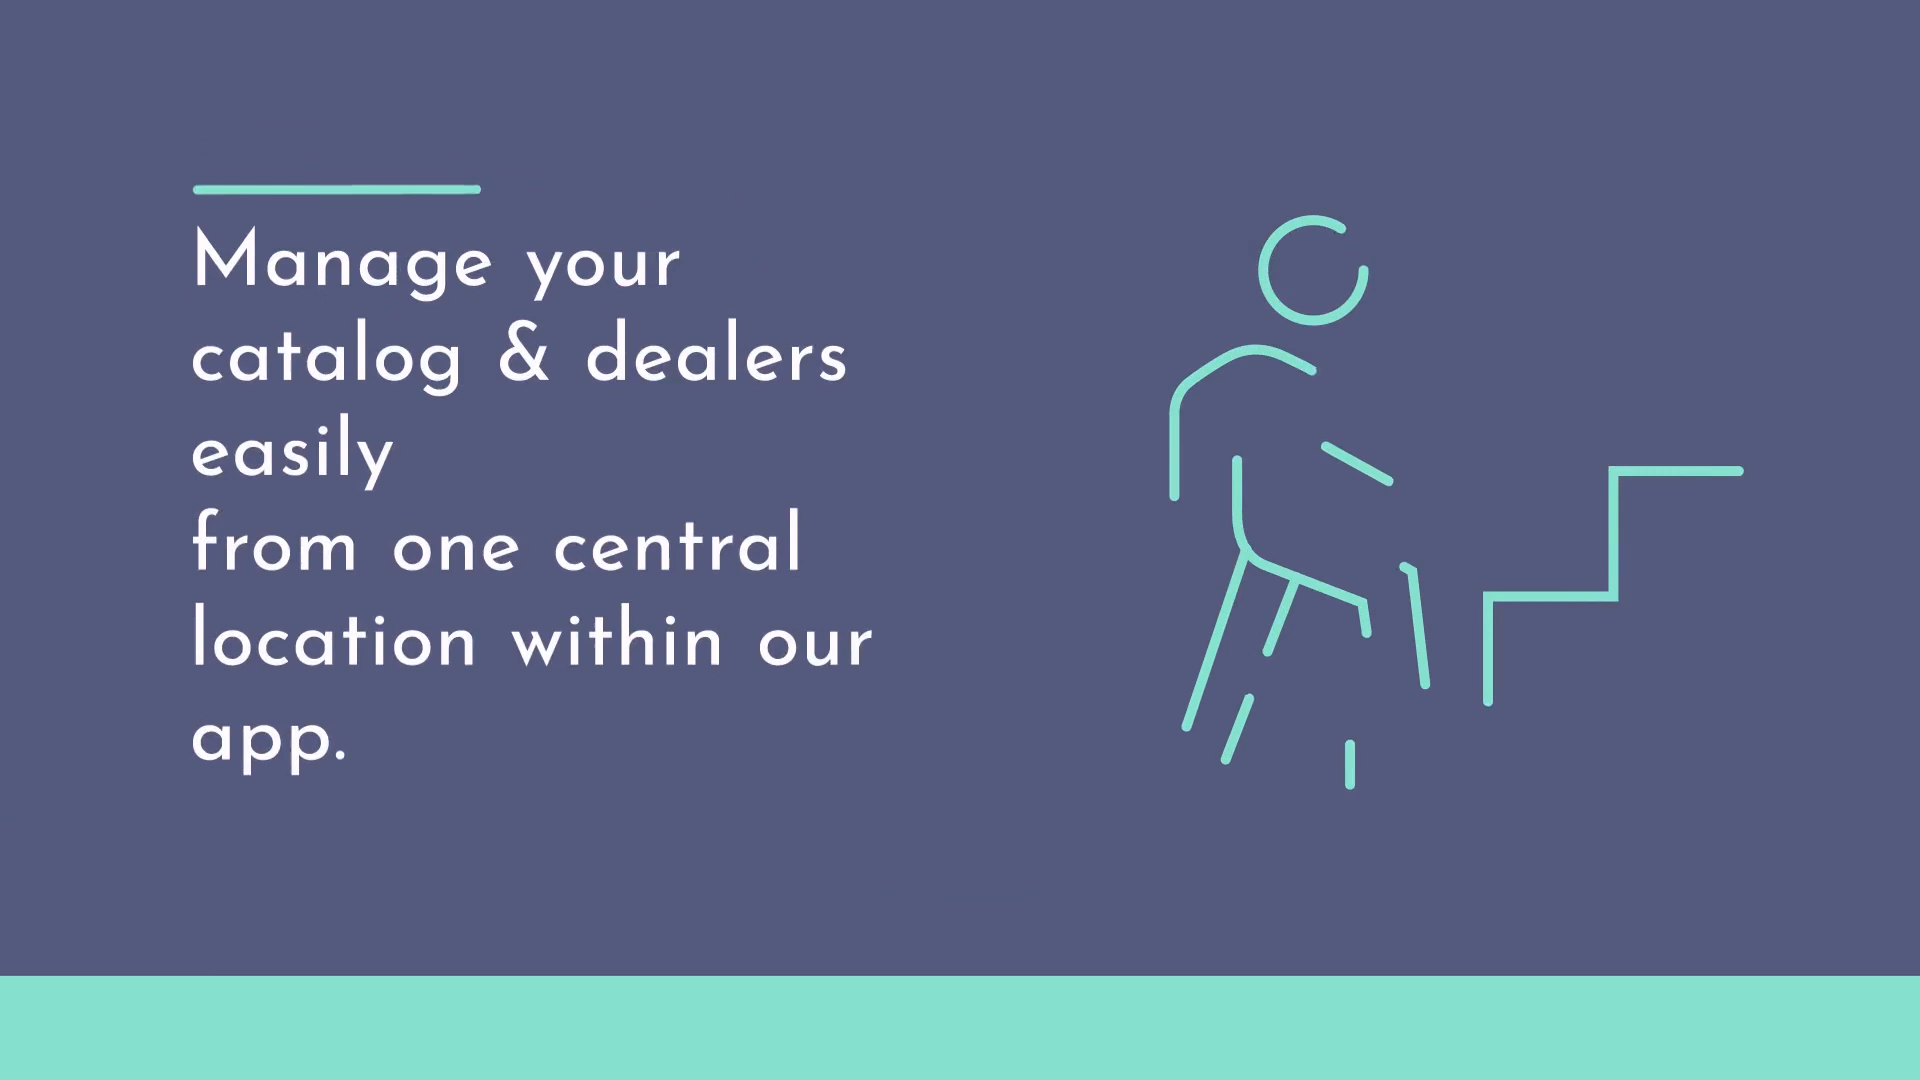 Manage your
catalog & dealers
easily
from one central
location within our
app.